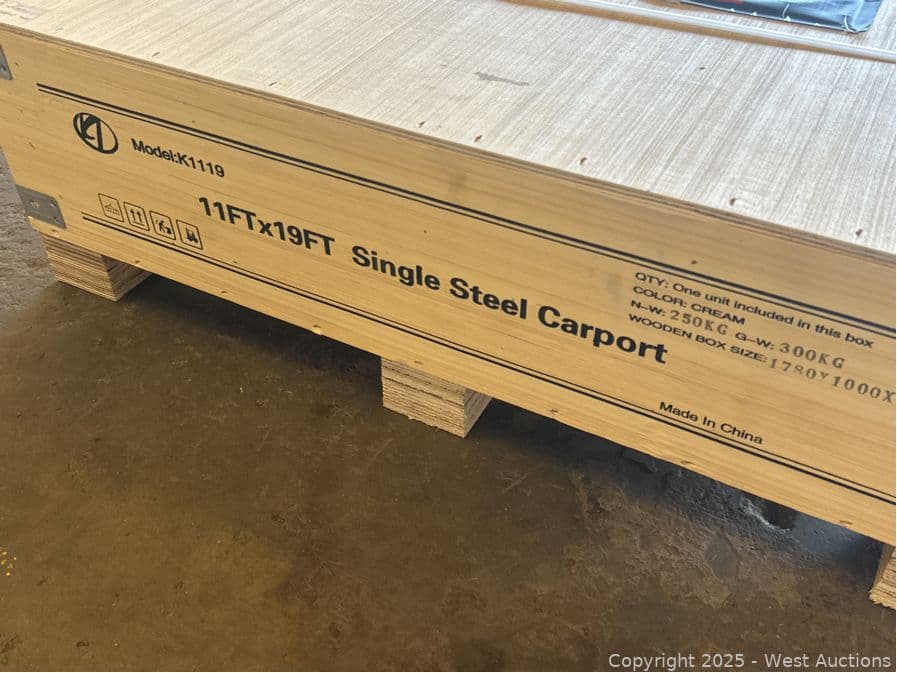 Model:K1119
11FTx19FT Single Steel Carport
QTY: One unit included in this box
COLOR: CREAM
N-W: 250KG G-W: 300KG
WOODEN BOX SIZE: 1780X1000X
Made In China
Copyright 2025 - West Auctions